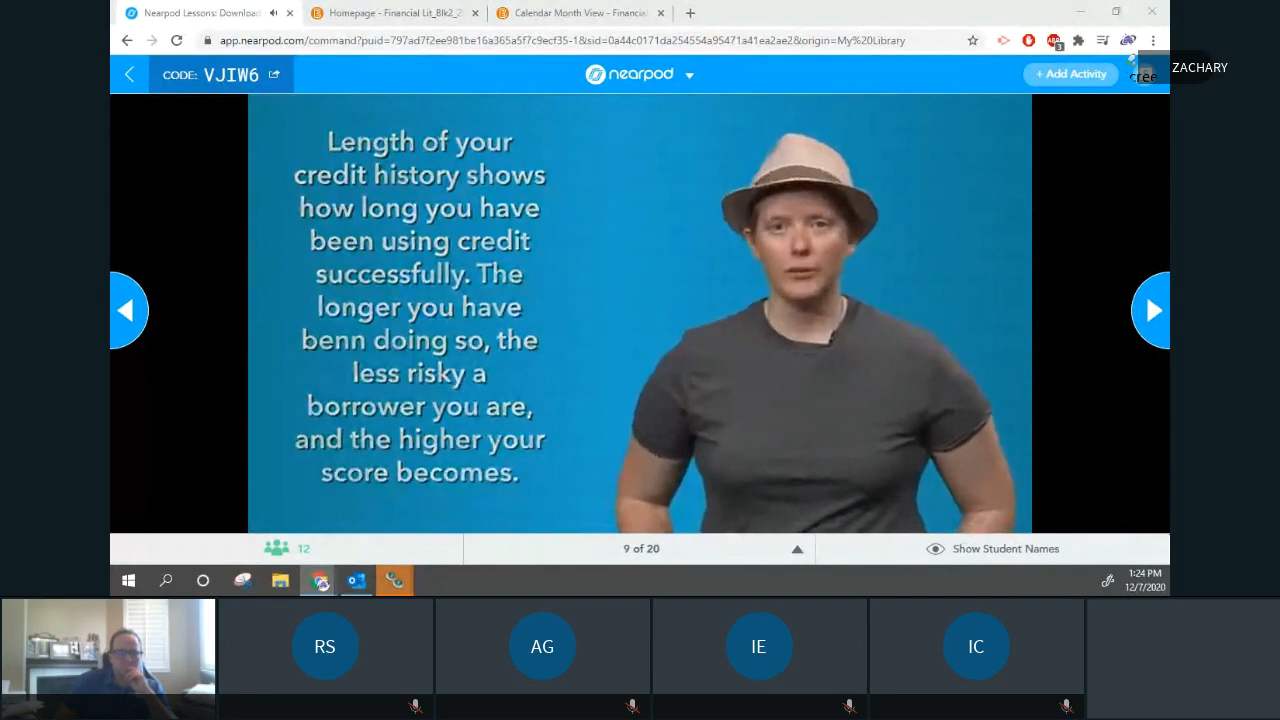 Nearpod Lessons: Download
Homepage - Financial Lit_Blk2_2
Calendar Month View - Financial
app.nearpod.com/command?puid=797ad7f2ee981be16a365a5f7c9ecf35-1&sid=0a44c0171da254554a95471a41ea2ae2&origin=My%20Library
3
CODE: VJIW6
nearpod
+ Add Activity
cree
ZACHARY
Length of your
credit history shows
how long you have
been using credit
successfully. The
longer you have
benn doing so, the
less risky a
borrower you are,
and the higher your
score becomes.
12
9 of 20
Show Student Names
1:24 PM
12/7/2020
RS
AG
IE
IC